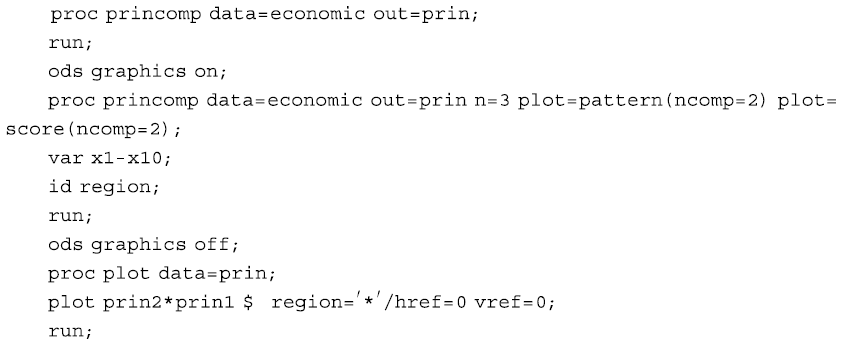 proc princomp data=economic out=prin;
run;
ods graphics on;
proc princomp data=economic out=prin n=3 plot=pattern(ncomp=2) plot=
score(ncomp=2);
var x1-x10;
id region;
run;
ods graphics off;
proc plot data=prin;
plot prin2*prin1 $ region='*'/href=0 vref=0;
run;